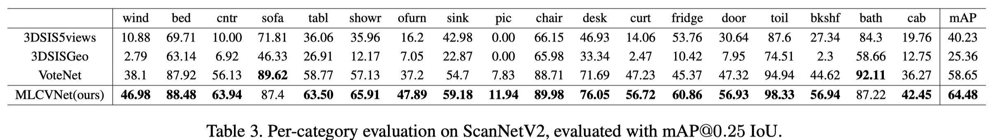 wind bed cntr sofa tabl showr ofurn sink pic chair desk curt fridge door toil bkshf bath cab mAP
3DSIS5views 10.88 69.71 10.00 71.81 36.06 35.96 16.2 42.98 0.00 66.15 46.93 14.06 53.76 30.64 87.6 27.34 84.3 19.76 40.23
3DSISGeo 2.79 63.14 6.92 46.33 26.91 12.17 7.05 22.87 0.00 65.98 33.34 2.47 10.42 7.95 74.51 2.3 58.66 12.75 25.36
VoteNet 38.1 87.92 56.13 89.62 58.77 57.13 37.2 54.7 7.83 88.71 71.69 47.23 45.37 47.32 94.94 44.62 92.11 36.27 58.65
MLCVNet(ours) 46.98 88.48 63.94 87.4 63.50 65.91 47.89 59.18 11.94 89.98 76.05 56.72 60.86 56.93 98.33 56.94 87.22 42.45 64.48
Table 3. Per-category evaluation on ScanNetV2, evaluated with mAP@0.25 IoU.